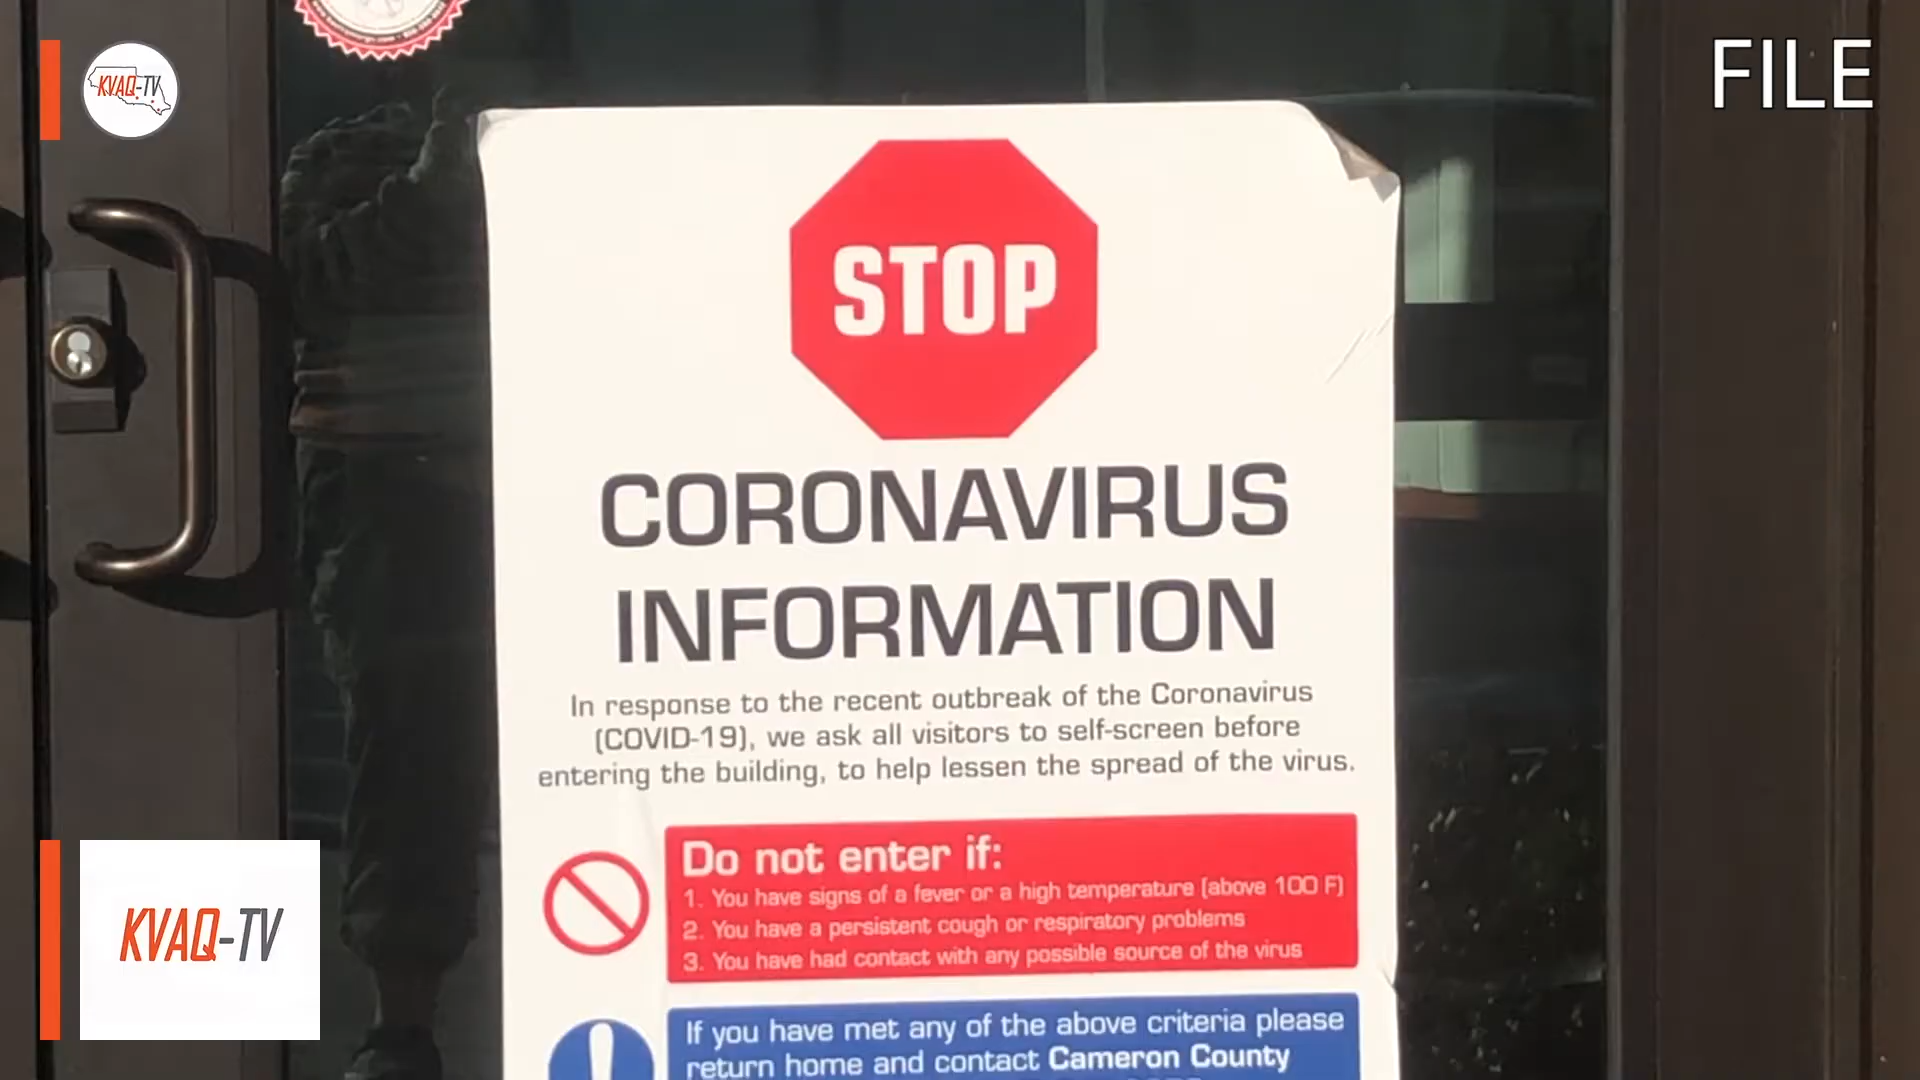 KVAQ-TV
FILE
STOP
CORONAVIRUS
INFORMATION
In response to the recent outbreak of the Coronavirus
(COVID-19), we ask all visitors to self-screen before
entering the building, to help lessen the spread of the virus.
Do not enter if:
1. You have signs of a fever or a high temperature (above 100 F)
2. You have a persistent cough or respiratory problems
3. You have had contact with any possible source of the virus
If you have met any of the above criteria please
return home and contact Cameron County
KVAQ-TV